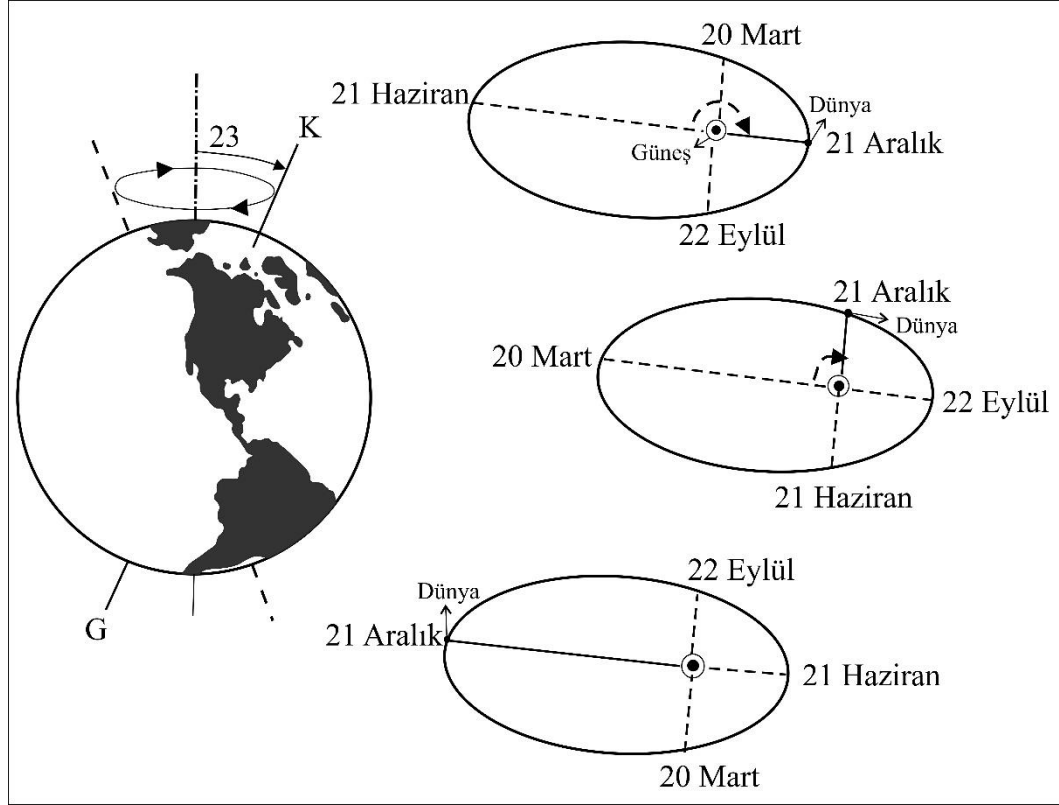 23
K
G
20 Mart
21 Haziran
Dünya
Güneş
21 Aralık
22 Eylül
21 Aralık
Dünya
20 Mart
22 Eylül
21 Haziran
22 Eylül
Dünya
21 Aralık
21 Haziran
20 Mart